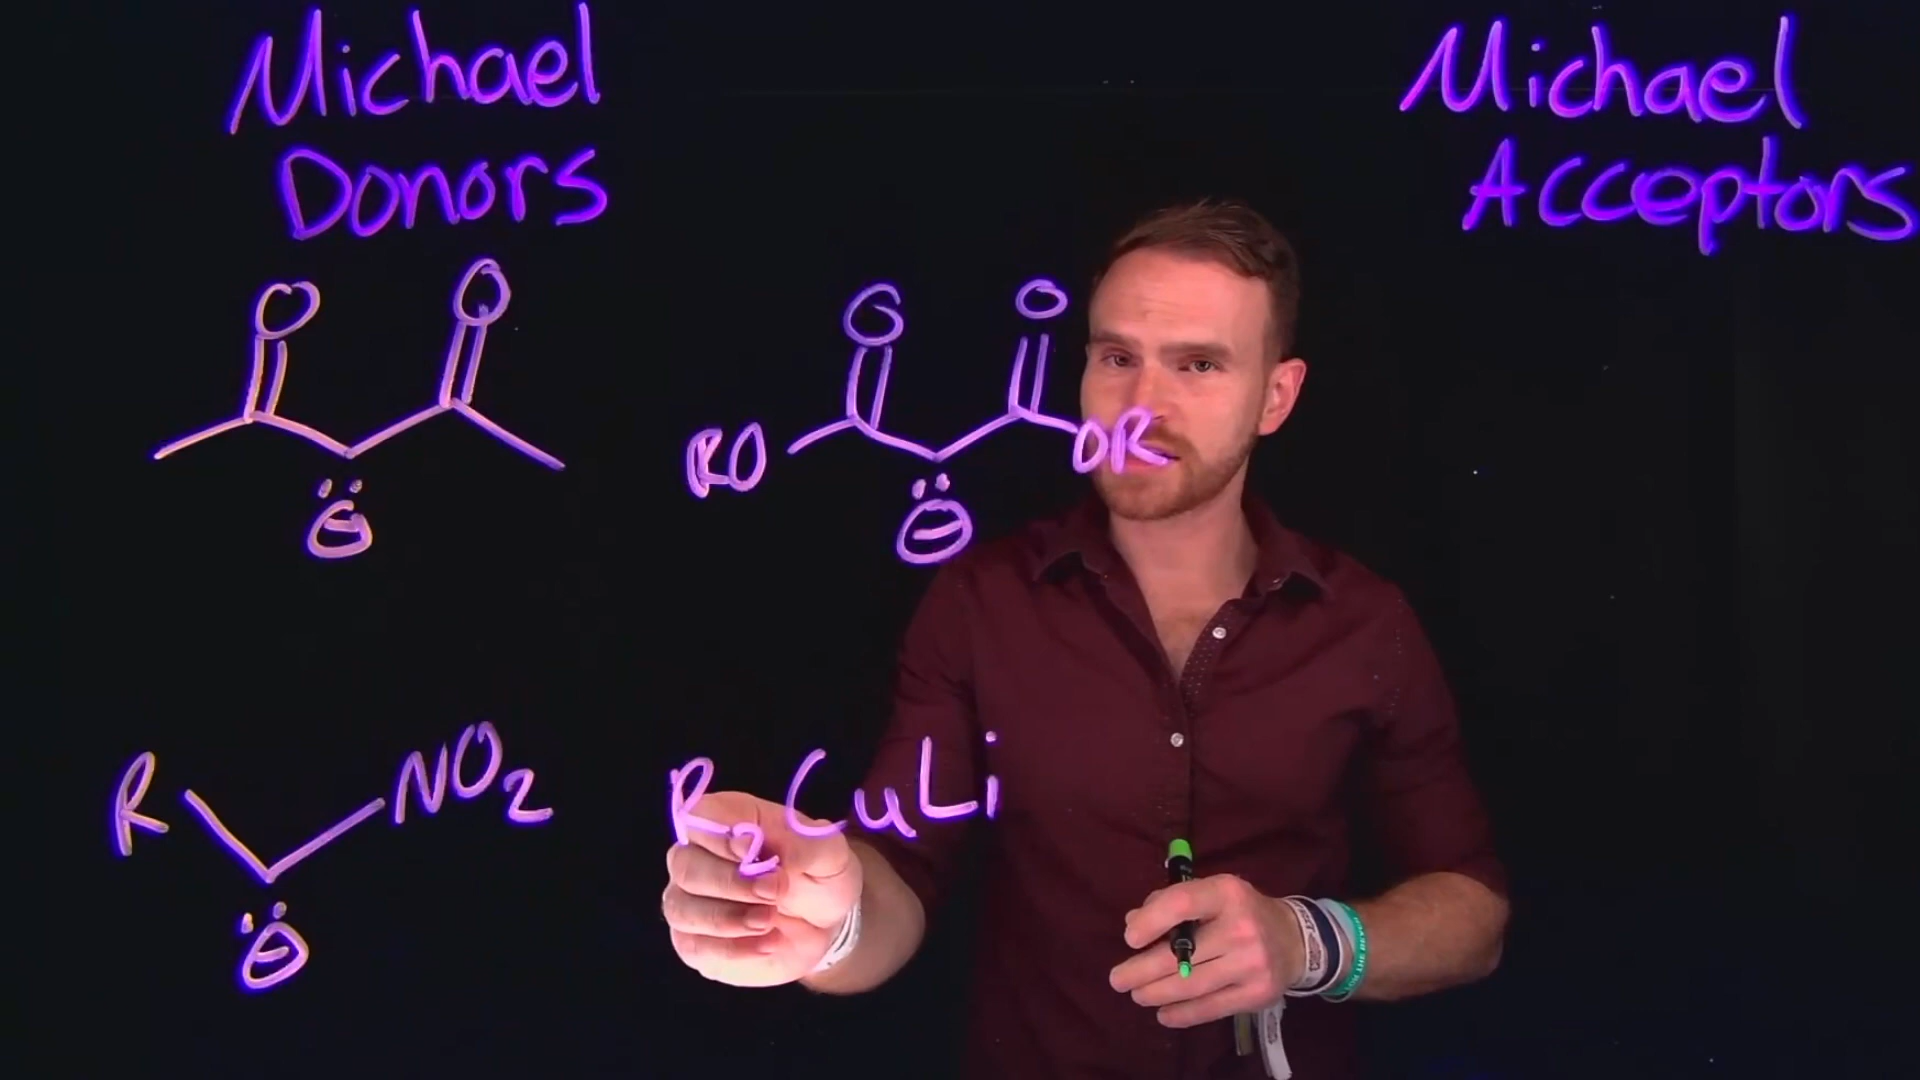 Michael
Donors
Michael
Acceptors
O O
⊖
O O
RO OR
⊖
R NO2
⊖
R2CuLi